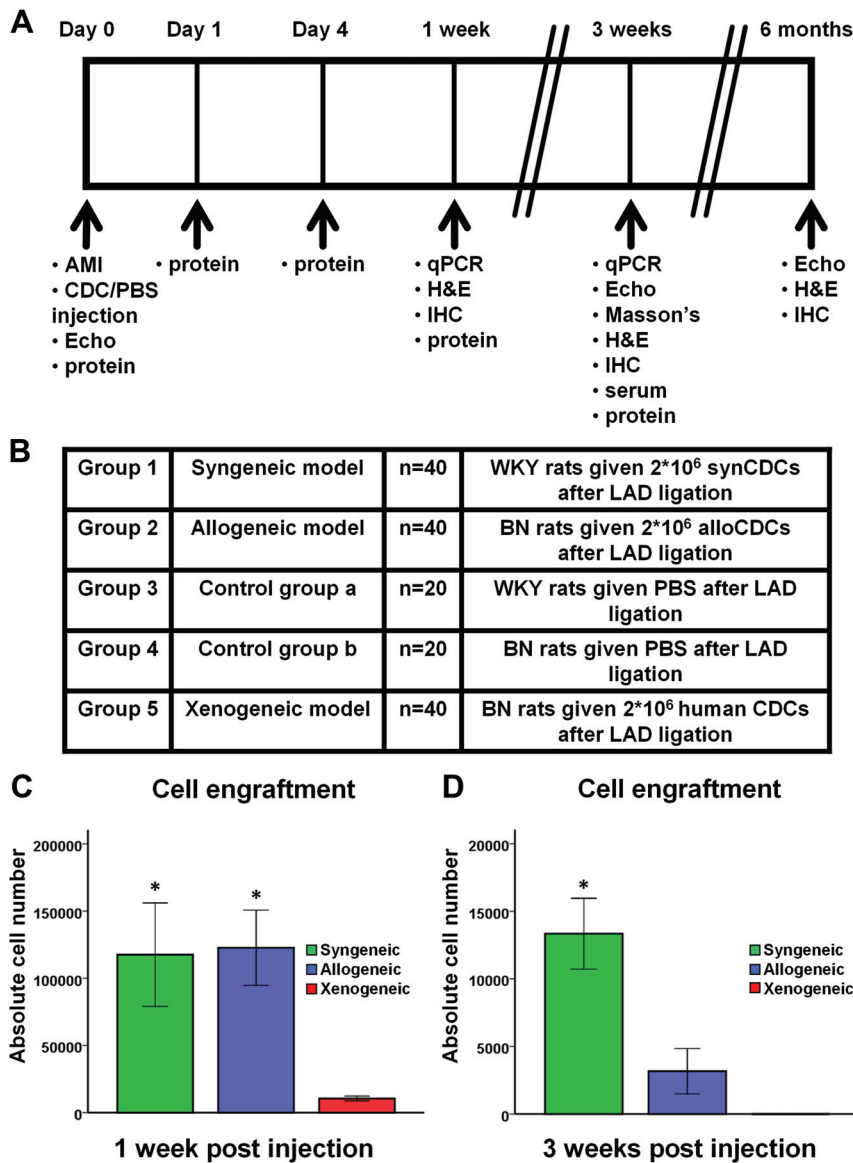 A
Day 0 Day 1 Day 4 1 week 3 weeks 6 months
• AMI
• CDC/PBS
injection
• Echo
• protein
• protein
• protein
• qPCR
• H&E
• IHC
• protein
• qPCR
• Echo
• Masson's
• H&E
• IHC
• serum
• protein
• Echo
• H&E
• IHC
B
Group 1 Syngeneic model n=40 WKY rats given 2*10⁶ synCDCs
after LAD ligation
Group 2 Allogeneic model n=40 BN rats given 2*10⁶ alloCDCs
after LAD ligation
Group 3 Control group a n=20 WKY rats given PBS after LAD
ligation
Group 4 Control group b n=20 BN rats given PBS after LAD
ligation
Group 5 Xenogeneic model n=40 BN rats given 2*10⁶ human CDCs
after LAD ligation
C
Cell engraftment
Absolute cell number
200000
150000
100000
50000
0
*
*
Syngeneic
Allogeneic
Xenogeneic
1 week post injection
D
Cell engraftment
Absolute cell number
20000
15000
10000
5000
0
*
Syngeneic
Allogeneic
Xenogeneic
3 weeks post injection